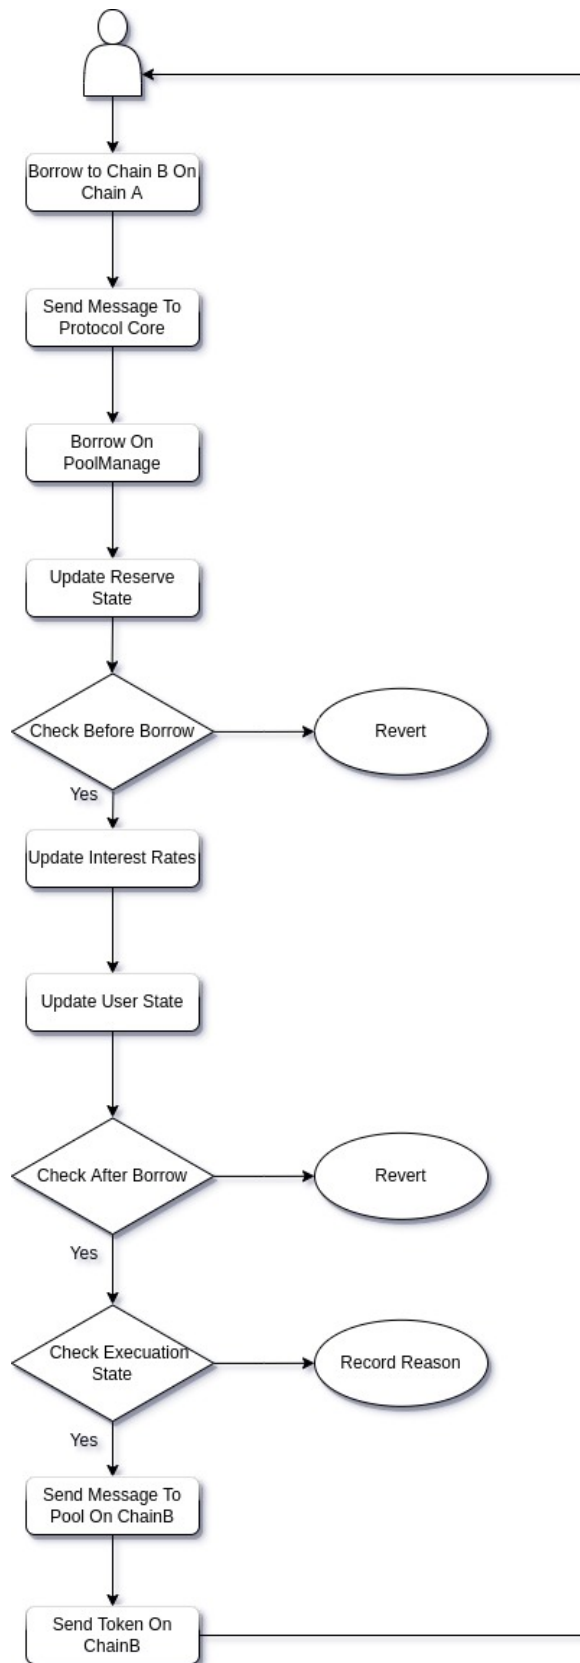 Borrow to Chain B On
Chain A
Send Message To
Protocol Core
Borrow On
PoolManage
Update Reserve
State
Check Before Borrow
Revert
Yes
Update Interest Rates
Update User State
Check After Borrow
Revert
Yes
Check Execuation
State
Record Reason
Yes
Send Message To
Pool On ChainB
Send Token On
ChainB